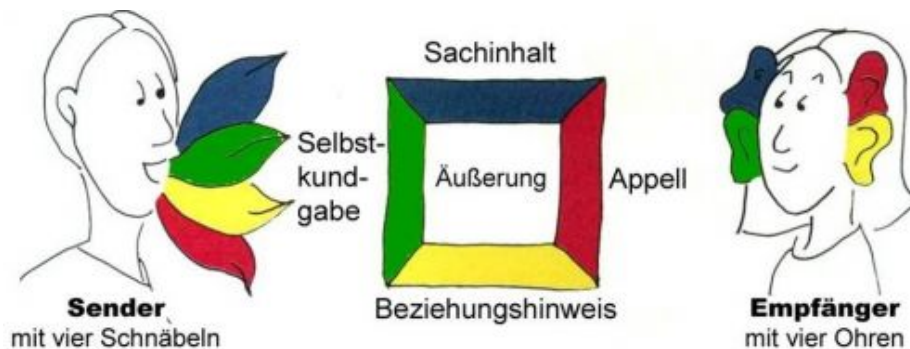 Sachinhalt
Selbst-
kund-
gabe
Äußerung
Appell
Beziehungshinweis
Sender
mit vier Schnäbeln
Empfänger
mit vier Ohren